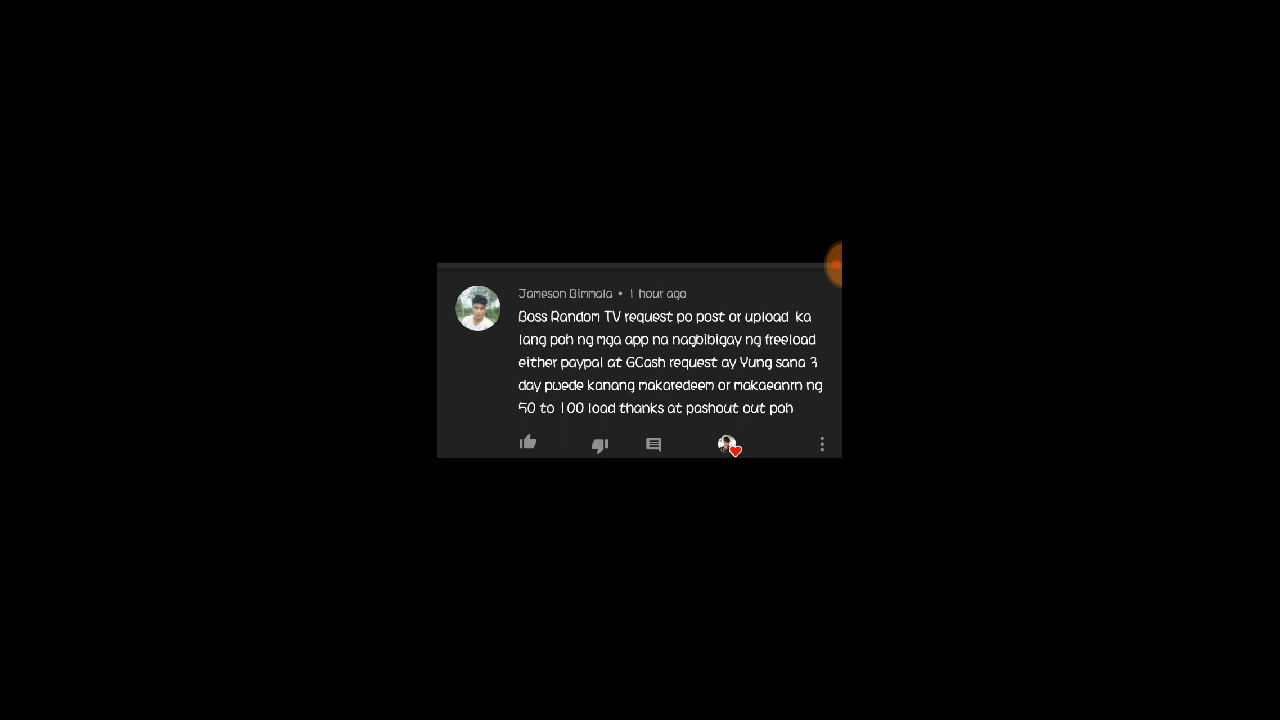 Jameson Binmala • 1 hour ago
Boss Random TV request po post or upload ka
lang poh ng mga app na nagbibigay ng freeload
either paypal at GCash request ay Yung sana 3
day puede kanang makaredeem or makaeanrn ng
50 to 100 load thanks at pashout out poh